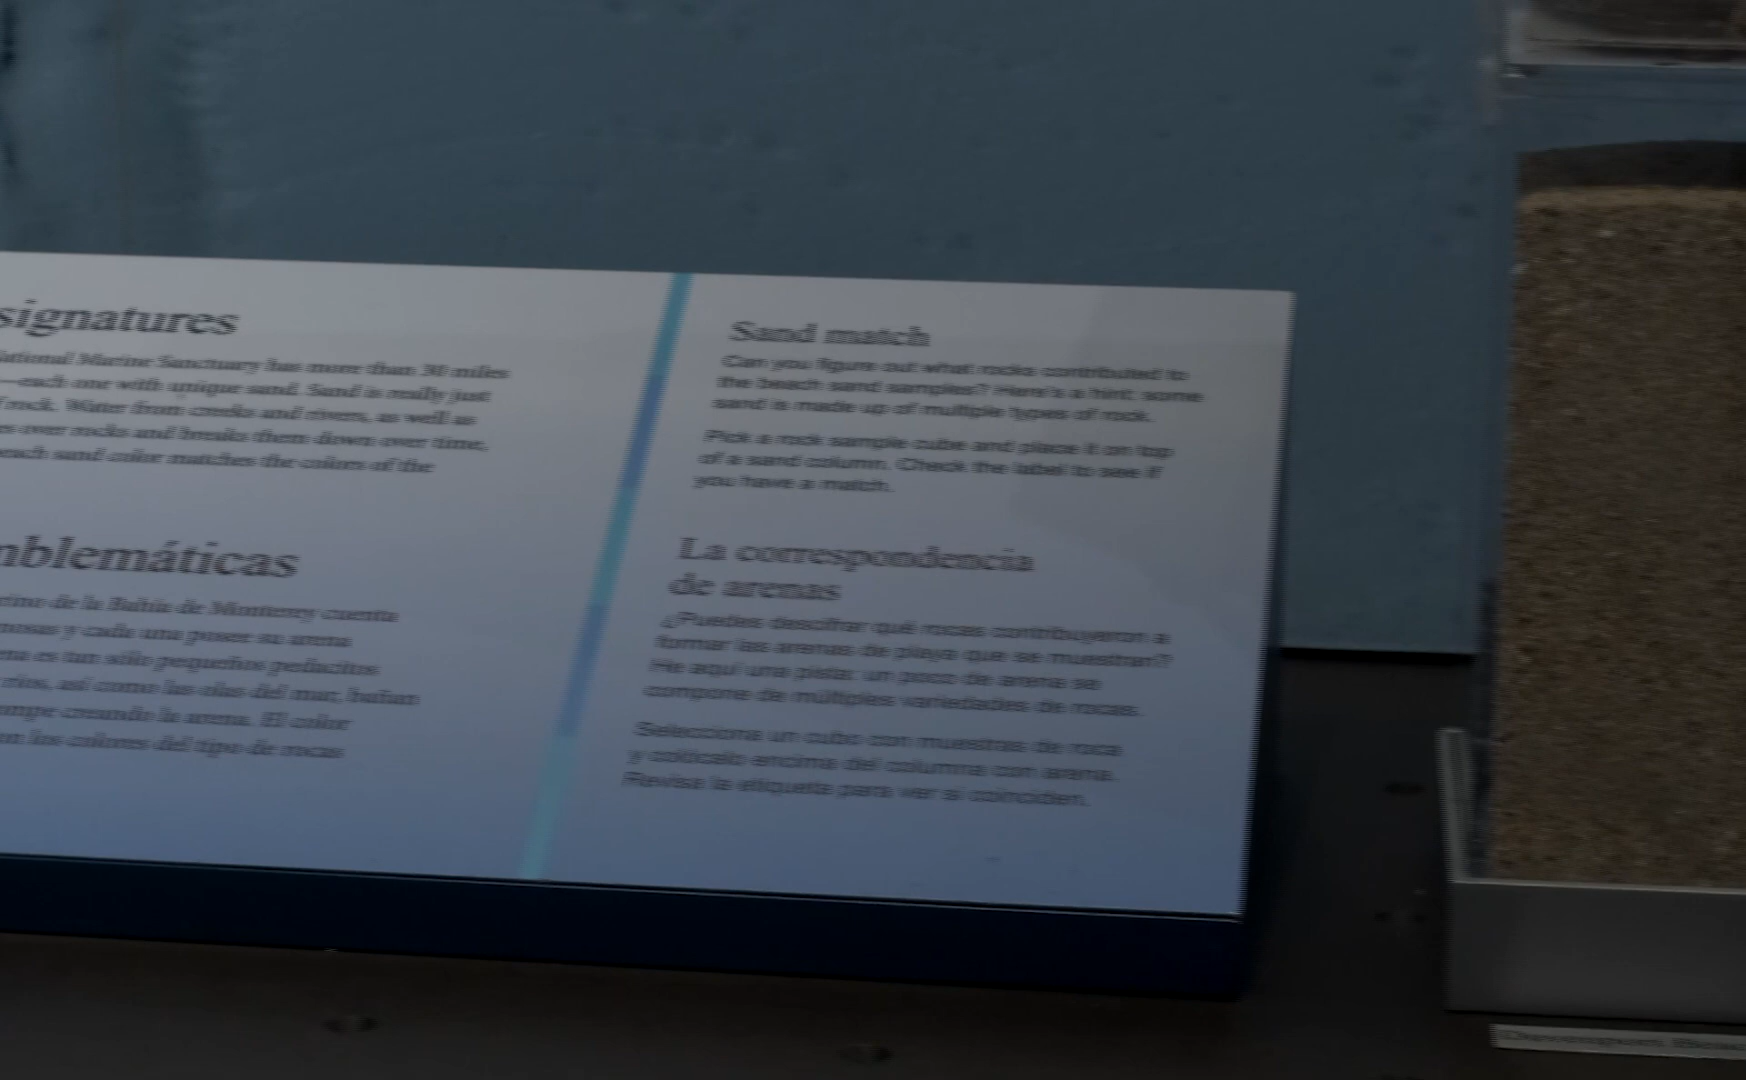 signatures
National Marine Sanctuary has more than 30 miles
—each one with unique sand. Sand is really just
rock. Water from creeks and rivers, as well as
over rocks and breaks them down over time.
beach sand color matches the colors of the
mblemáticas
de la Bahía de Monterey cuenta
y cada una posee su arena
es tan sólo pequeños pedacitos
ríos, así como las olas del mar, bañan
creando la arena. El color
los colores del tipo de rocas
Sand match
Can you figure out what rocks contributed to
the beach sand samples? Here's a hint: some
sand is made up of multiple types of rock.
Pick a rock sample cube and place it on top
of a sand column. Check the label to see if
you have a match.
La correspondencia
de arenas
¿Puedes descifrar qué rocas contribuyeron a
formar las arenas de playa que se muestran?
He aquí una pista: un poco de arena se
compone de múltiples variedades de rocas.
Selecciona un cubo con muestras de roca
y colócalo encima del columna con arena.
Revisa la etiqueta para ver si coinciden.
Davenport,